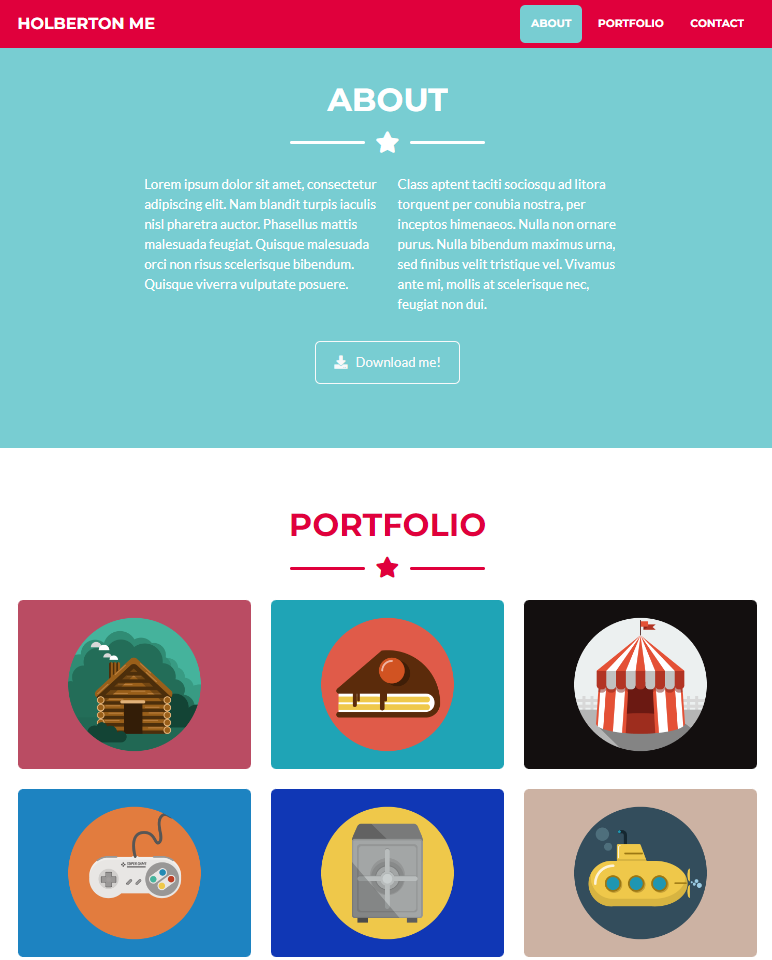 HOLBERTON ME
ABOUT
PORTFOLIO
CONTACT
ABOUT
Lorem ipsum dolor sit amet, consectetur
adipiscing elit. Nam blandit turpis iaculis
nisl pharetra auctor. Phasellus mattis
malesuada feugiat. Quisque malesuada
orci non risus scelerisque bibendum.
Quisque viverra vulputate posuere.
Class aptent taciti sociosqu ad litora
torquent per conubia nostra, per
inceptos himenaeos. Nulla non ornare
purus. Nulla bibendum maximus urna,
sed finibus velit tristique vel. Vivamus
ante mi, mollis at scelerisque nec,
feugiat non dui.
Download me!
PORTFOLIO